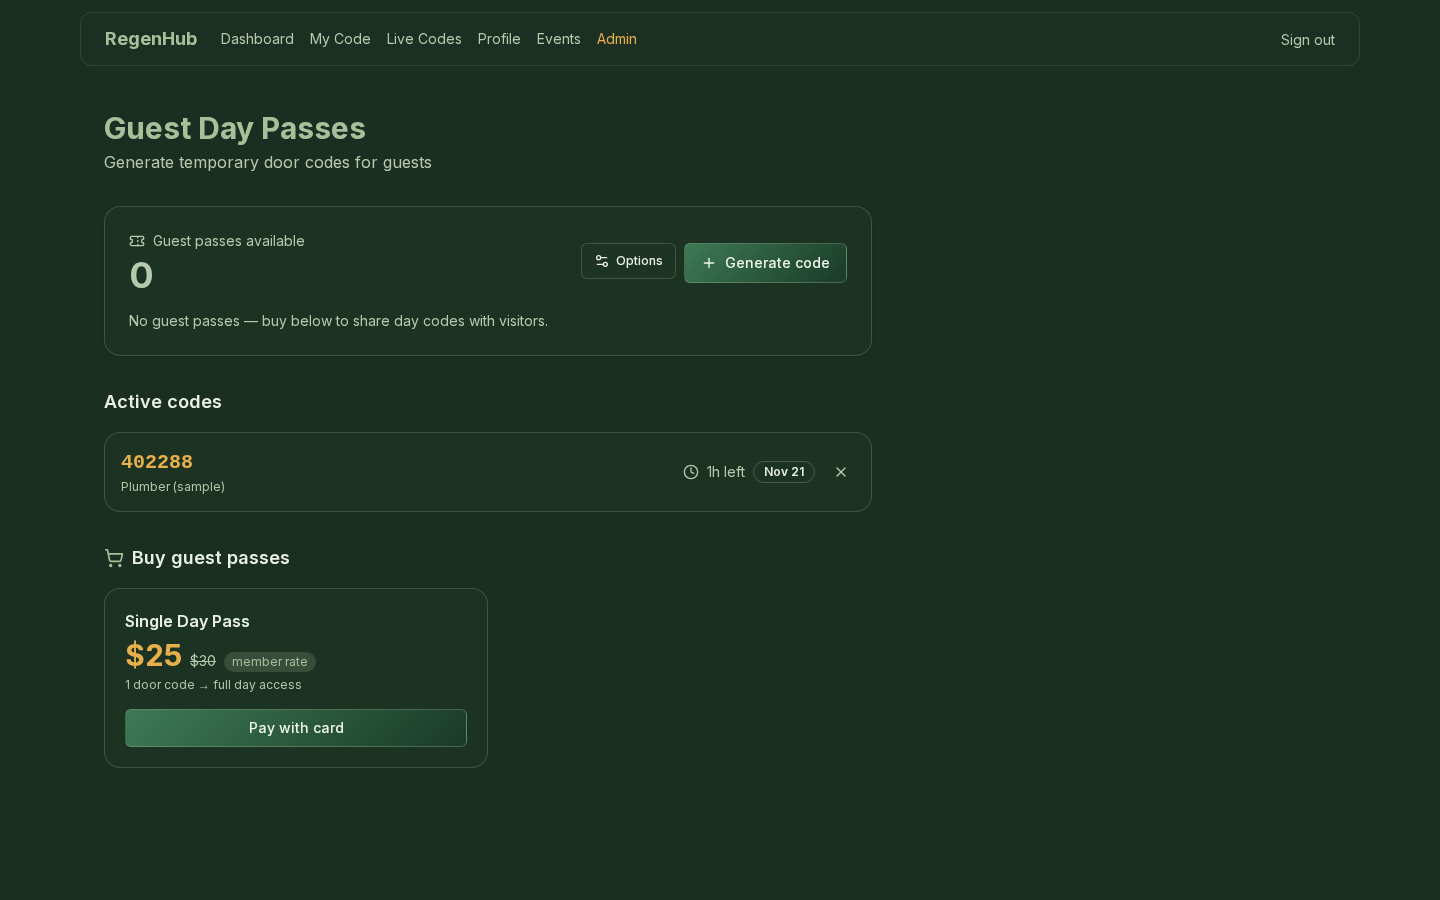 RegenHub Dashboard My Code Live Codes Profile Events Admin Sign out
Guest Day Passes
Generate temporary door codes for guests
Guest passes available
0
Options
Generate code
No guest passes — buy below to share day codes with visitors.
Active codes
402288
Plumber (sample)
1h left
Nov 21
Buy guest passes
Single Day Pass
$25 $30 member rate
1 door code → full day access
Pay with card